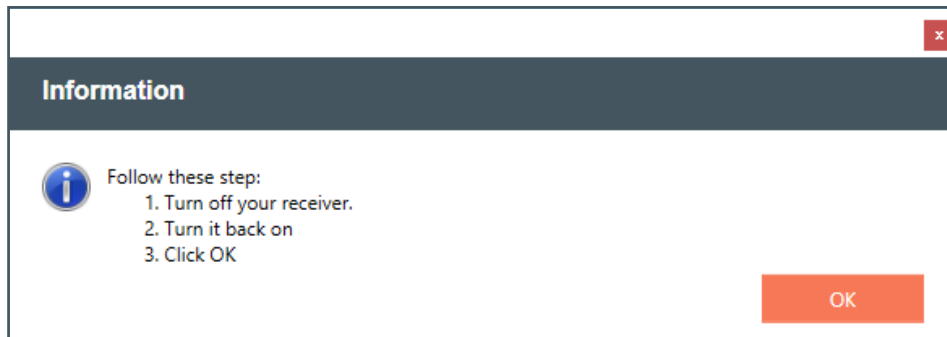 x
Information
Follow these step:
1. Turn off your receiver.
2. Turn it back on
3. Click OK
OK